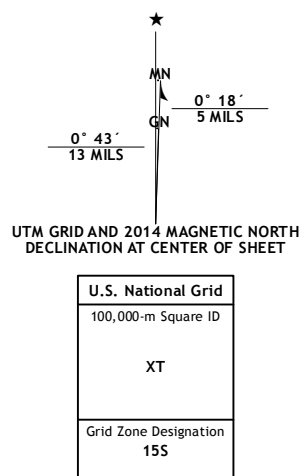 ★
MN
0° 18´
5 MILS
GN
0° 43´
13 MILS
UTM GRID AND 2014 MAGNETIC NORTH
DECLINATION AT CENTER OF SHEET
U.S. National Grid
100,000-m Square ID
XT
Grid Zone Designation
15S